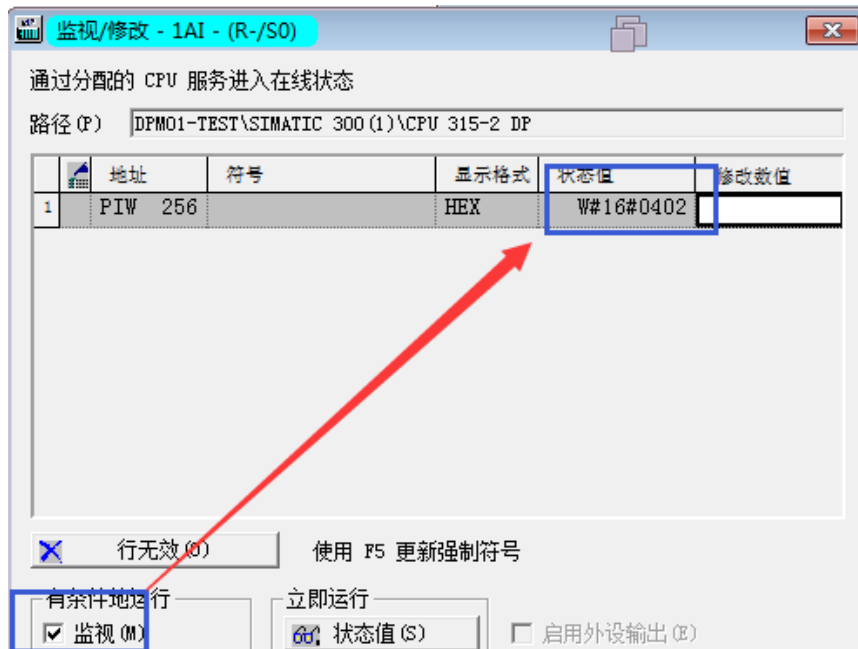 监视/修改 - 1AI - (R-/S0)
通过分配的 CPU 服务进入在线状态
路径(P) DPM01-TEST\SIMATIC 300(1)\CPU 315-2 DP
地址 符号 显示格式 状态值 修改数值
1 PIW 256 HEX W#16#0402
行无效(O) 使用 F5 更新强制符号
有条件地运行 立即运行
监视(M) 状态值(S) 启用外设输出(E)